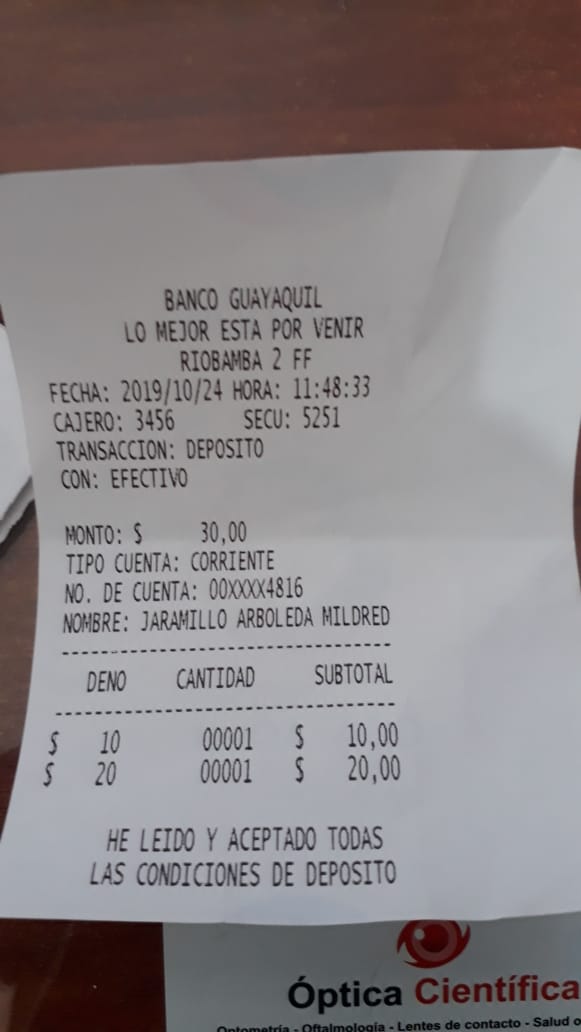 BANCO GUAYAQUIL
LO MEJOR ESTA POR VENIR
RIOBAMBA 2 FF
FECHA: 2019/10/24 HORA: 11:48:33
CAJERO: 3456 SECU: 5251
TRANSACCION: DEPOSITO
CON: EFECTIVO
MONTO: $ 30,00
TIPO CUENTA: CORRIENTE
NO. DE CUENTA: 00XXXX4816
NOMBRE: JARAMILLO ARBOLEDA MILDRED
--------------------------------
DENO CANTIDAD SUBTOTAL
--------------------------------
$ 10 00001 $ 10,00
$ 20 00001 $ 20,00
HE LEIDO Y ACEPTADO TODAS
LAS CONDICIONES DE DEPOSITO
Óptica Científica
Optometría - Oftalmología - Lentes de contacto - Salud